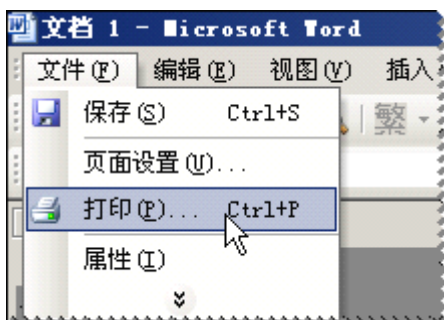 文档 1 - Microsoft Word
文件(F) 编辑(E) 视图(V) 插入
保存(S) Ctrl+S
繁
页面设置(U)...
打印(P)... Ctrl+P
属性(I)